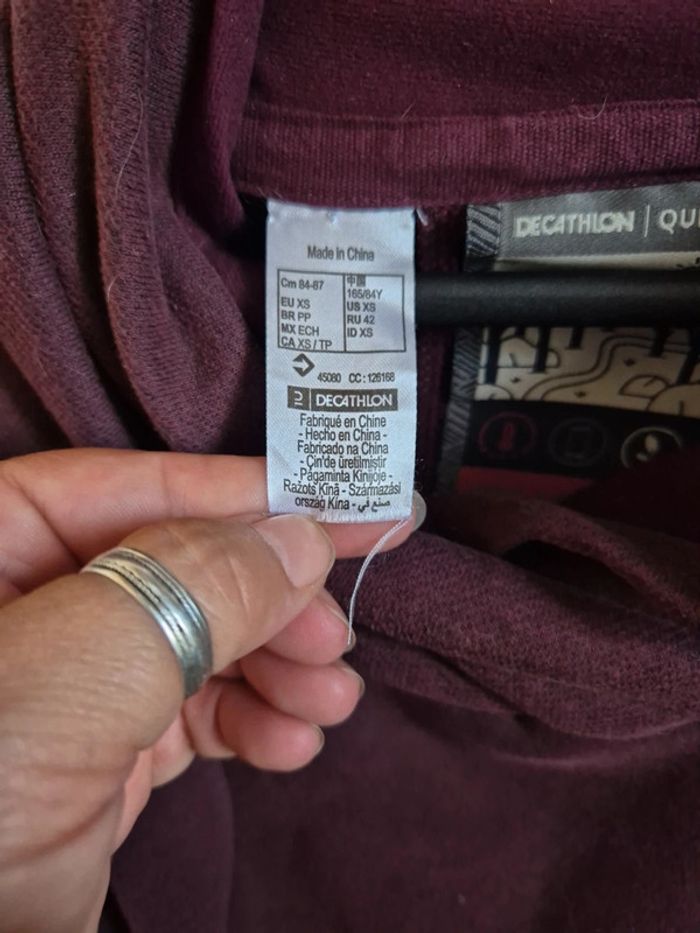 Made in China
Cm 84-87
EU XS
BR PP
MX ECH
CA XS / TP
中国
165/84Y
US XS
RU 42
ID XS
45080 CC : 126168
DECATHLON
Fabriqué en Chine
- Hecho en China -
Fabricado na China
- Çin'de üretilmiştir
- Pagaminta Kinijoje -
Ražots Ķīnā - Származási
ország Kína - صنع في
DECATHLON | QU